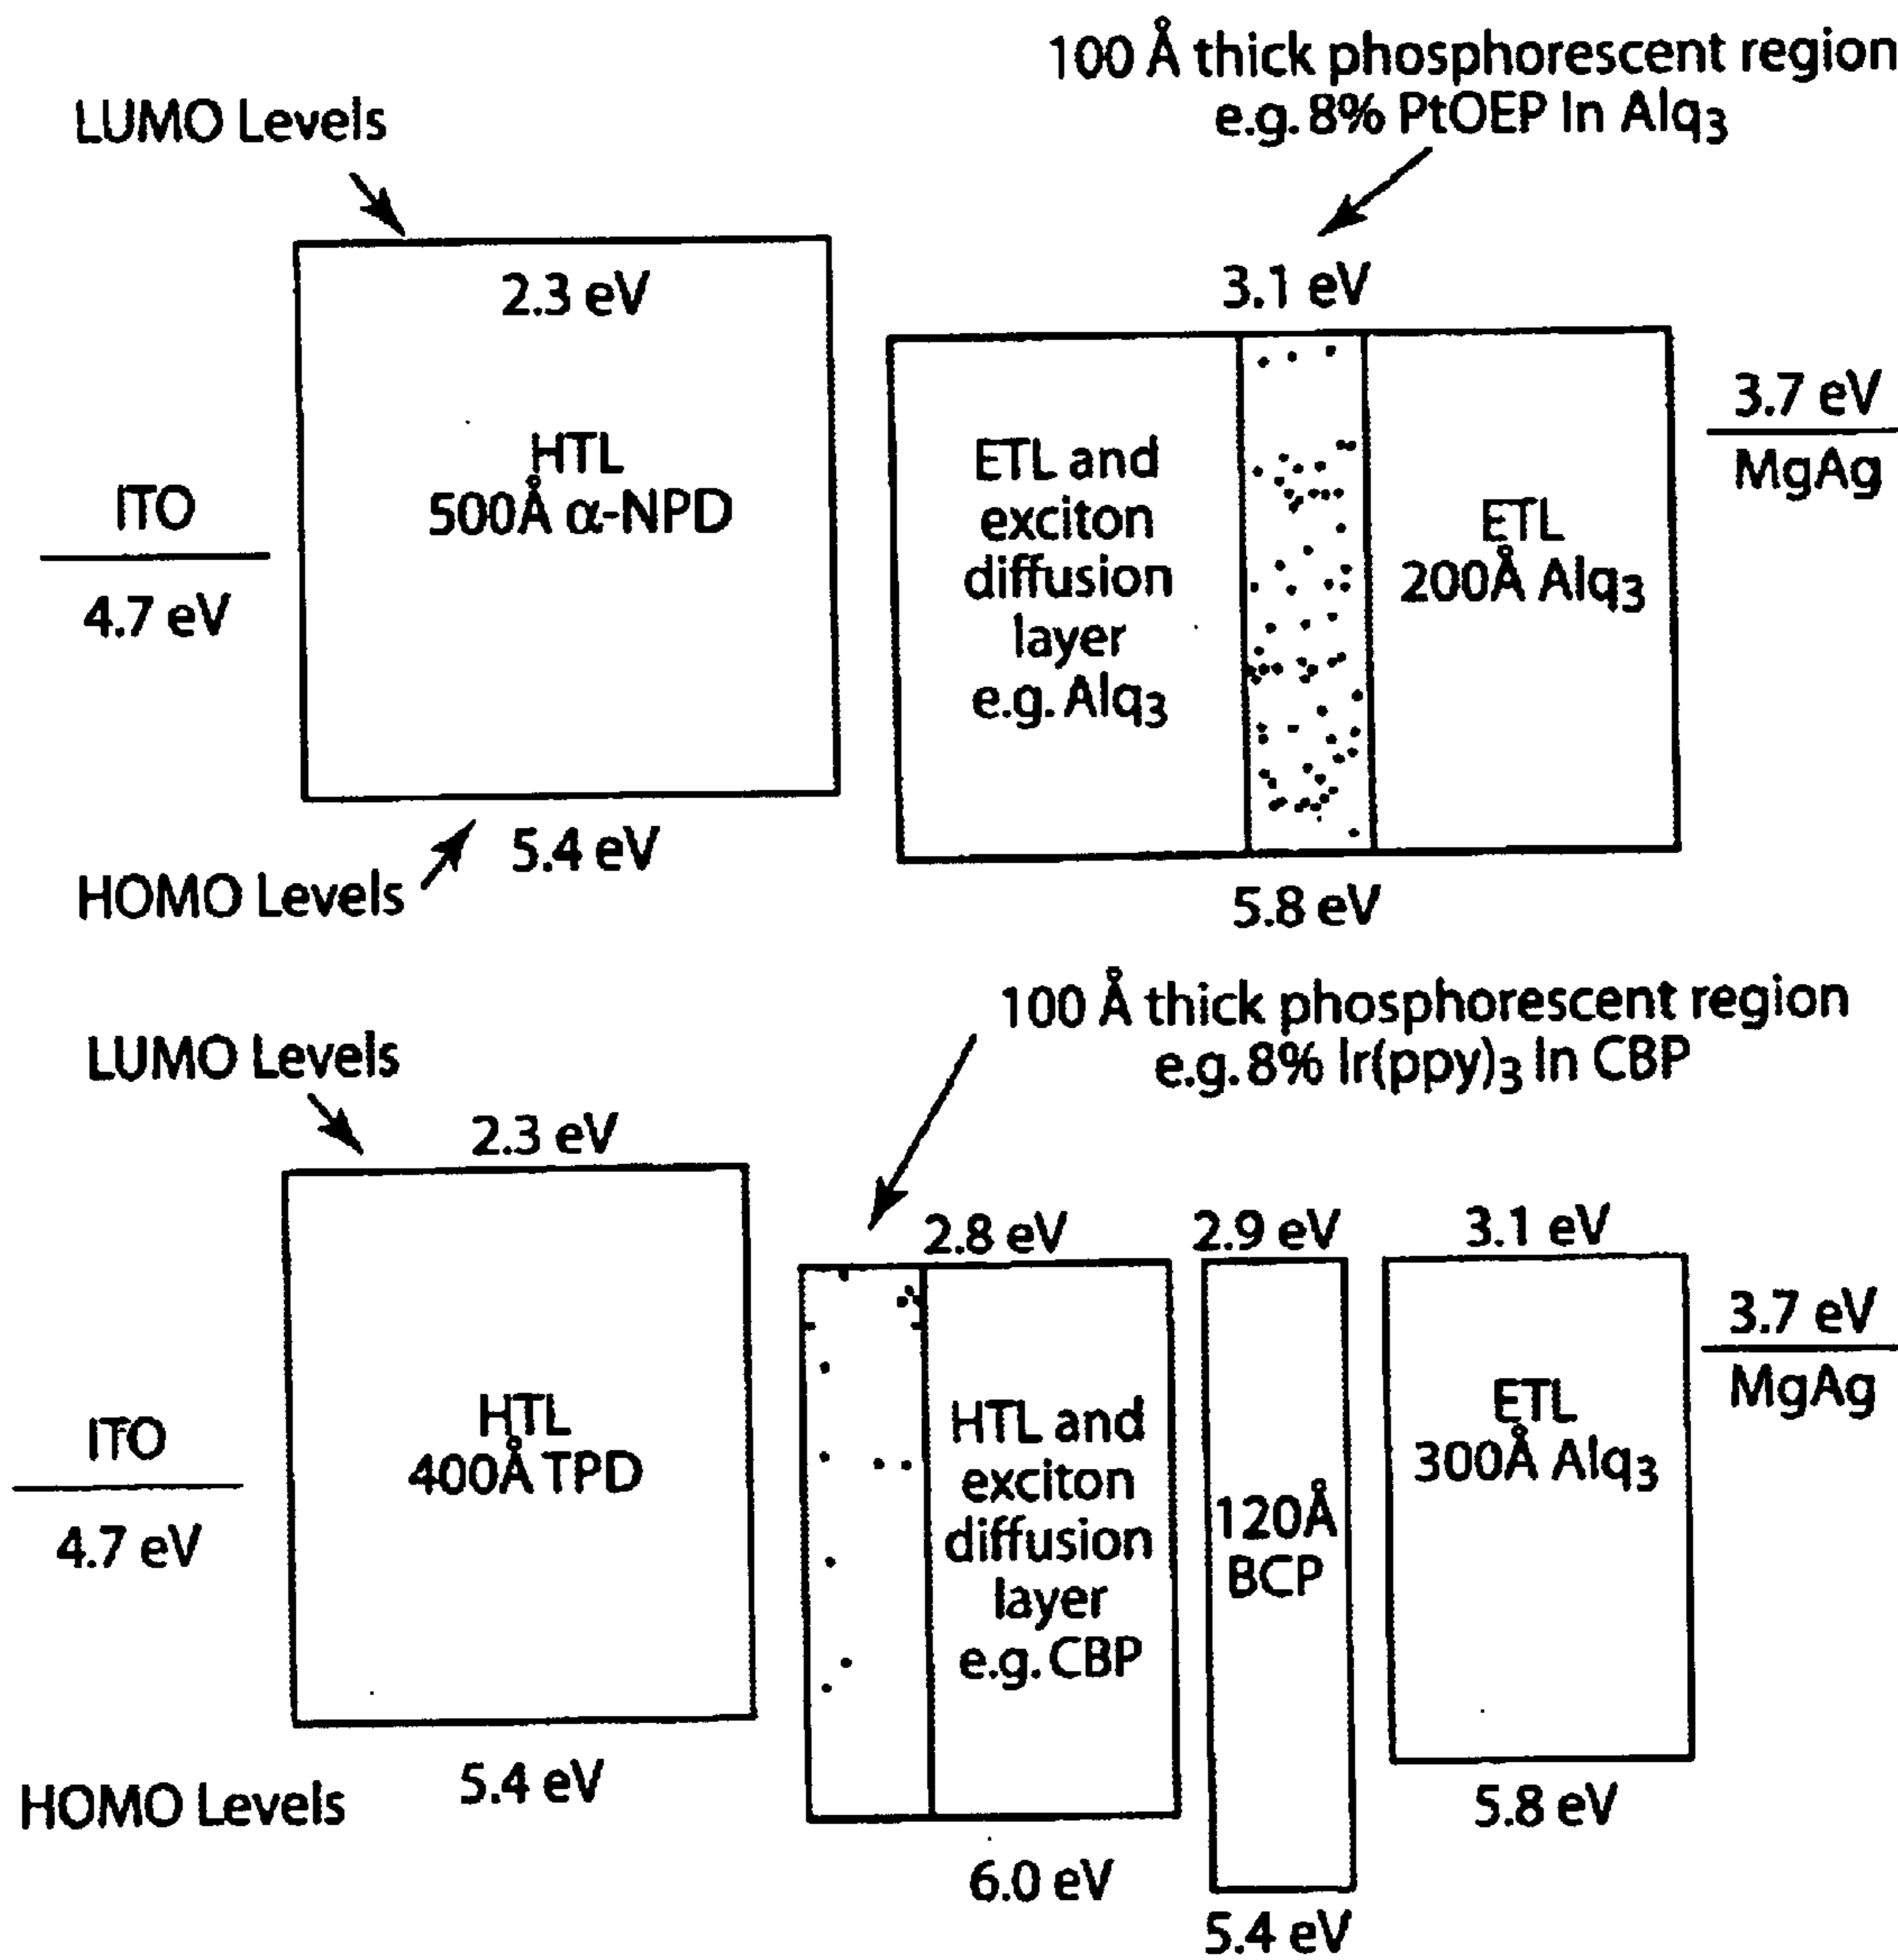 100 Å thick phosphorescent region
e.g. 8% PtOEP In Alq3
LUMO Levels
2.3 eV
3.1 eV
HTL
500Å α-NPD
ETL and
exciton
diffusion
layer
e.g. Alq3
ETL
200Å Alq3
3.7 eV
MgAg
ITO
4.7 eV
5.4 eV
HOMO Levels
5.8 eV
100 Å thick phosphorescent region
e.g. 8% Ir(ppy)3 In CBP
LUMO Levels
2.3 eV
2.8 eV
2.9 eV
3.1 eV
3.7 eV
MgAg
ITO
4.7 eV
HTL
400Å TPD
HTL and
exciton
diffusion
layer
e.g. CBP
120Å
BCP
ETL
300Å Alq3
5.4 eV
HOMO Levels
6.0 eV
5.4 eV
5.8 eV